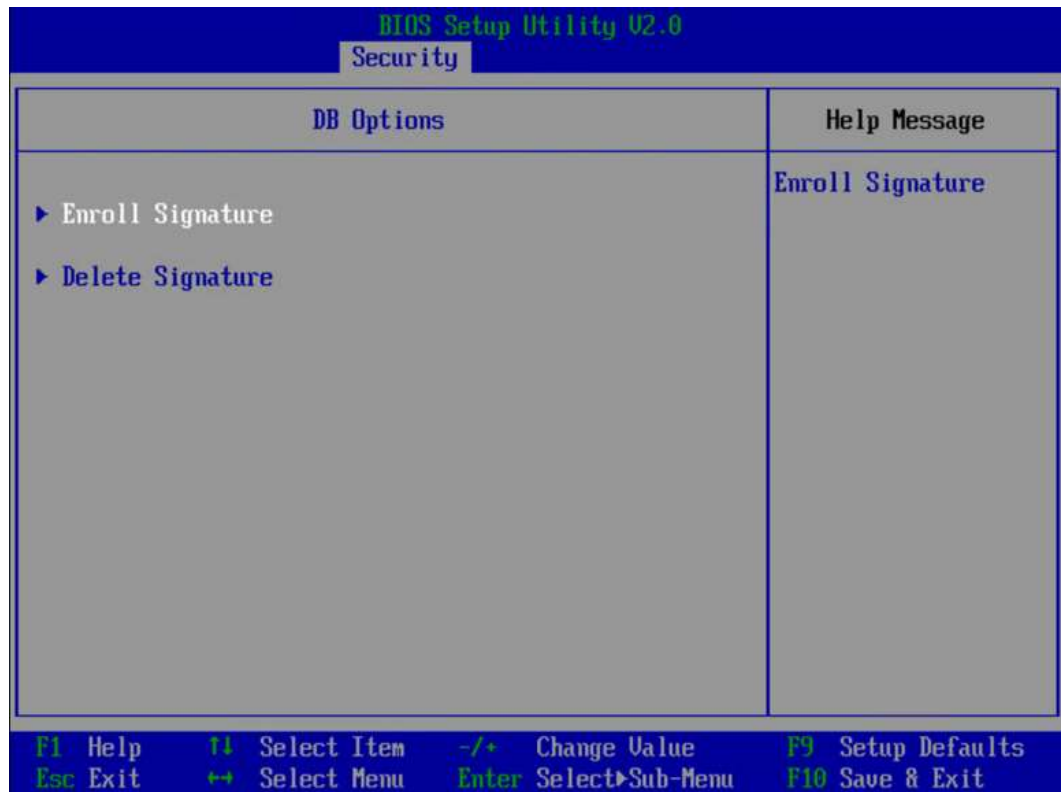 BIOS Setup Utility V2.0
Security
DB Options
Help Message
▶ Enroll Signature
▶ Delete Signature
Enroll Signature
F1 Help ↑↓ Select Item -/+ Change Value F9 Setup Defaults
Esc Exit ←→ Select Menu Enter Select▶Sub-Menu F10 Save & Exit